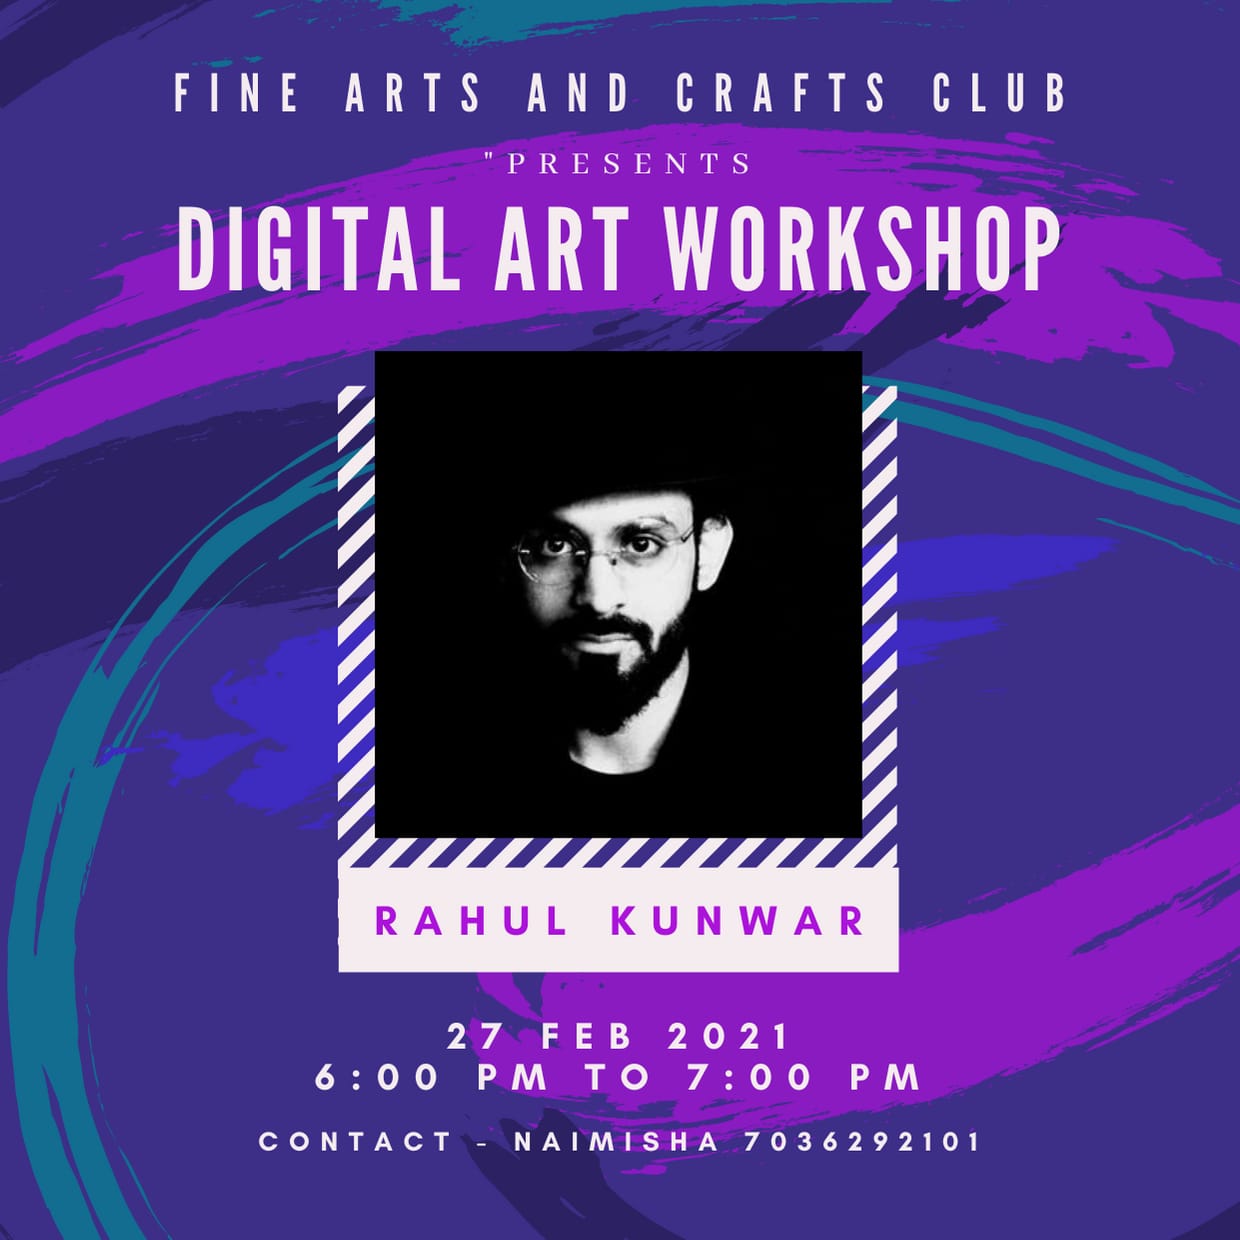 FINE ARTS AND CRAFTS CLUB
"PRESENTS
DIGITAL ART WORKSHOP
RAHUL KUNWAR
27 FEB 2021
6:00 PM TO 7:00 PM
CONTACT - NAIMISHA 7036292101